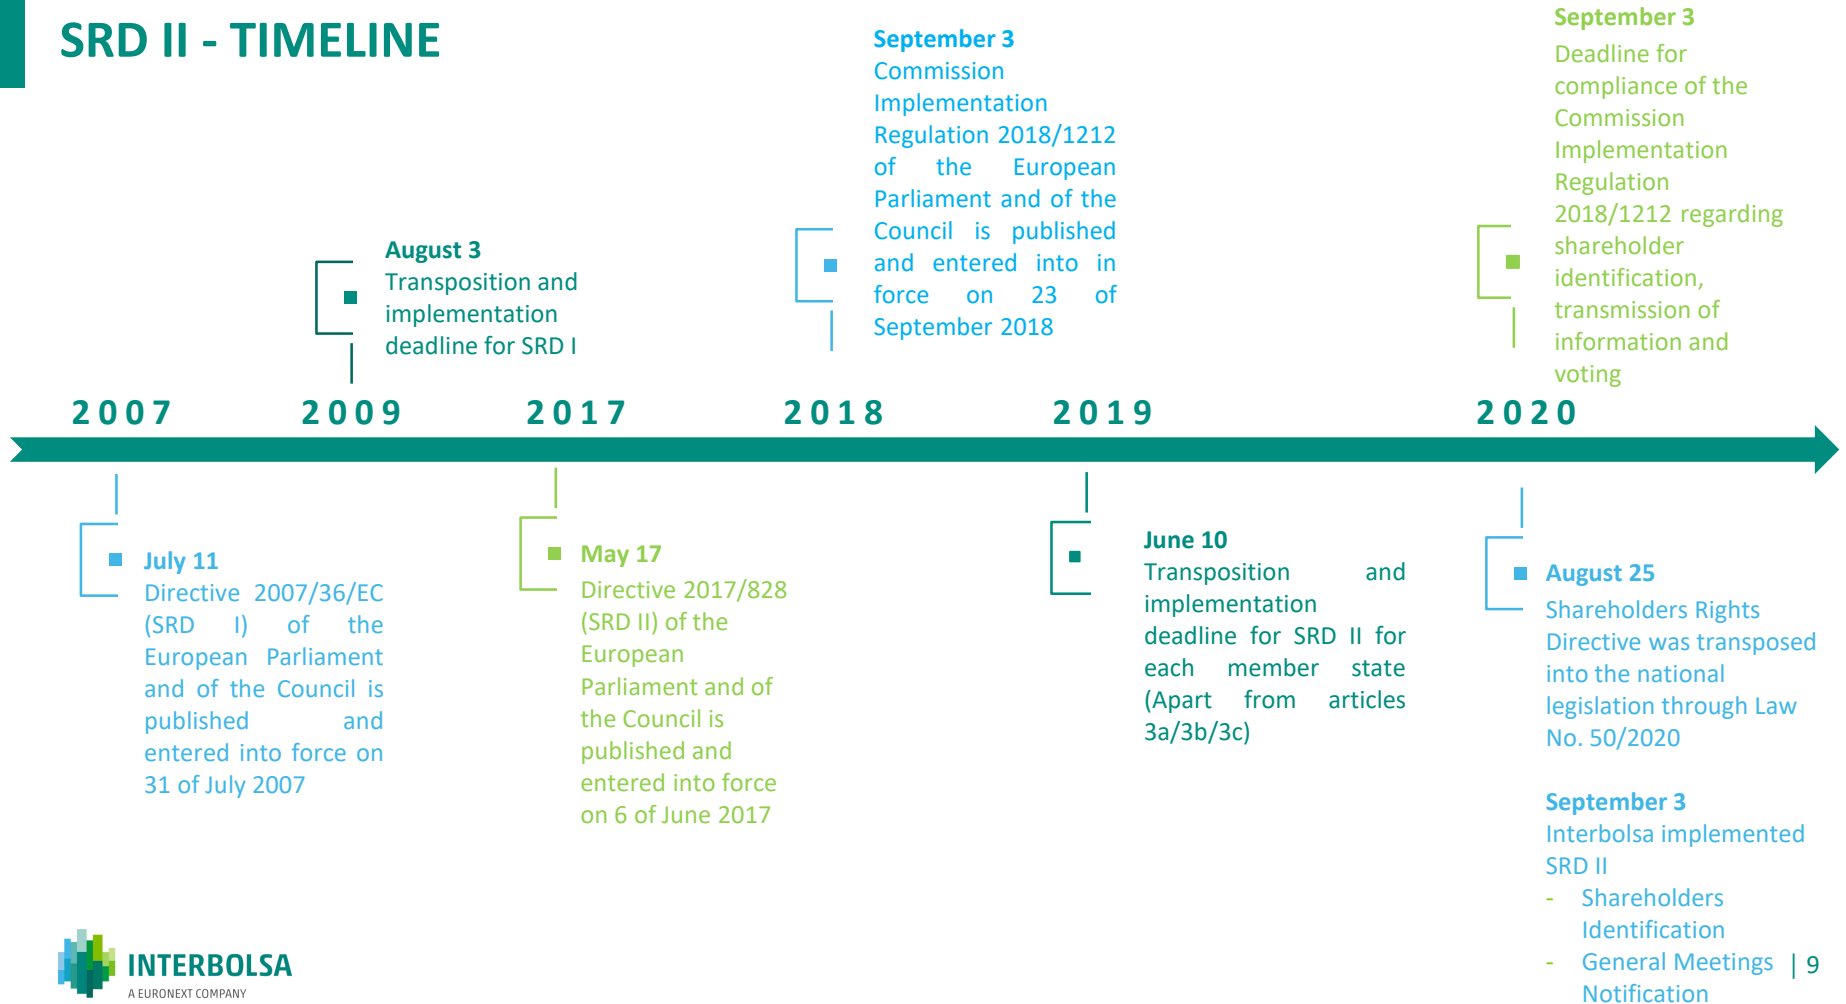 SRD II - TIMELINE
September 3
Commission
Implementation
Regulation 2018/1212
of the European
Parliament and of the
Council is published
and entered into in
force on 23 of
September 2018
September 3
Deadline for
compliance of the
Commission
Implementation
Regulation
2018/1212 regarding
shareholder
identification,
transmission of
information and
voting
August 3
Transposition and
implementation
deadline for SRD I
2007 2009 2017 2018 2019 2020
July 11
Directive 2007/36/EC
(SRD I) of the
European Parliament
and of the Council is
published and
entered into force on
31 of July 2007
May 17
Directive 2017/828
(SRD II) of the
European
Parliament and of
the Council is
published and
entered into force
on 6 of June 2017
June 10
Transposition and
implementation
deadline for SRD II for
each member state
(Apart from articles
3a/3b/3c)
August 25
Shareholders Rights
Directive was transposed
into the national
legislation through Law
No. 50/2020
September 3
Interbolsa implemented
SRD II
- Shareholders
Identification
- General Meetings
Notification
INTERBOLSA
A EURONEXT COMPANY
| 9